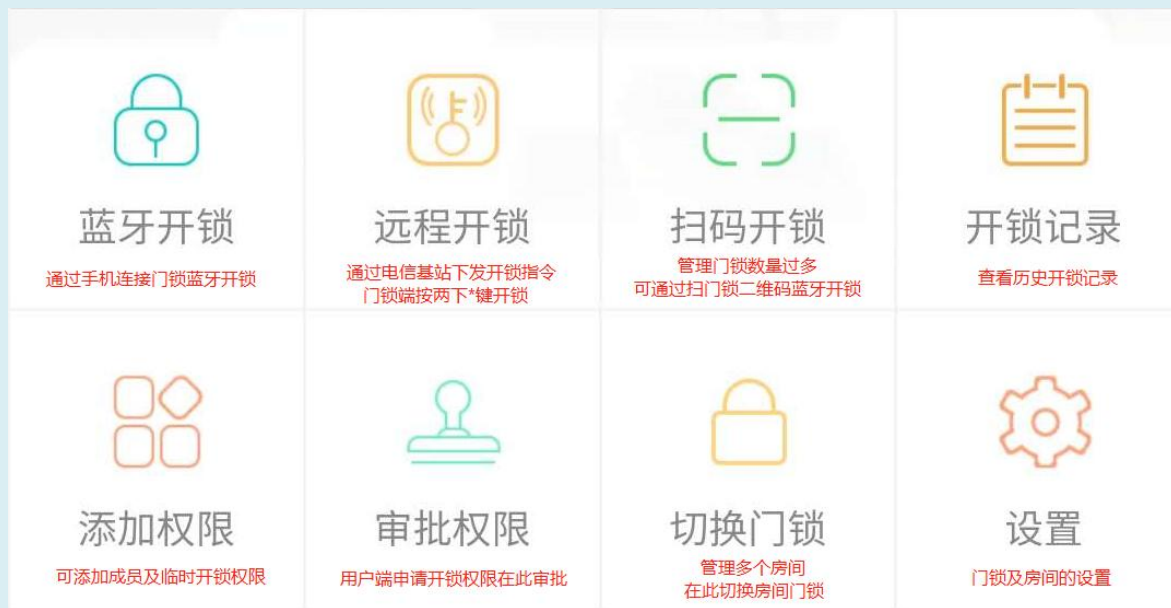 蓝牙开锁
通过手机连接门锁蓝牙开锁
远程开锁
通过电信基站下发开锁指令
门锁端按两下*键开锁
扫码开锁
管理门锁数量过多
可通过扫门锁二维码蓝牙开锁
开锁记录
查看历史开锁记录
添加权限
可添加成员及临时开锁权限
审批权限
用户端申请开锁权限在此审批
切换门锁
管理多个房间
在此切换房间门锁
设置
门锁及房间的设置